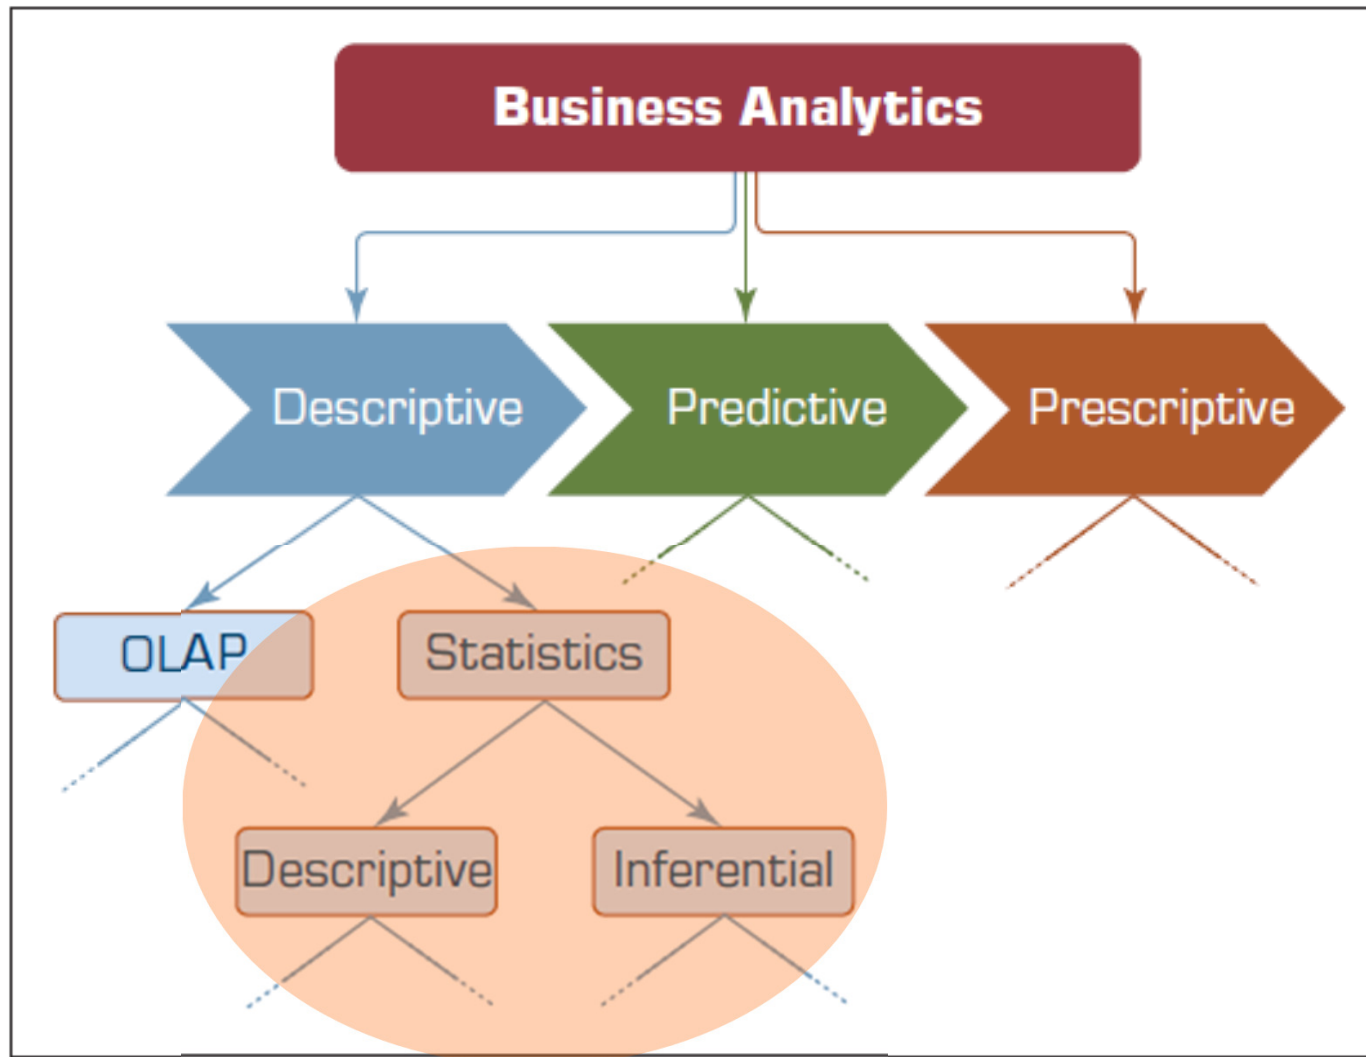 Business Analytics
Descriptive
Predictive
Prescriptive
OLAP
Statistics
Descriptive
Inferential